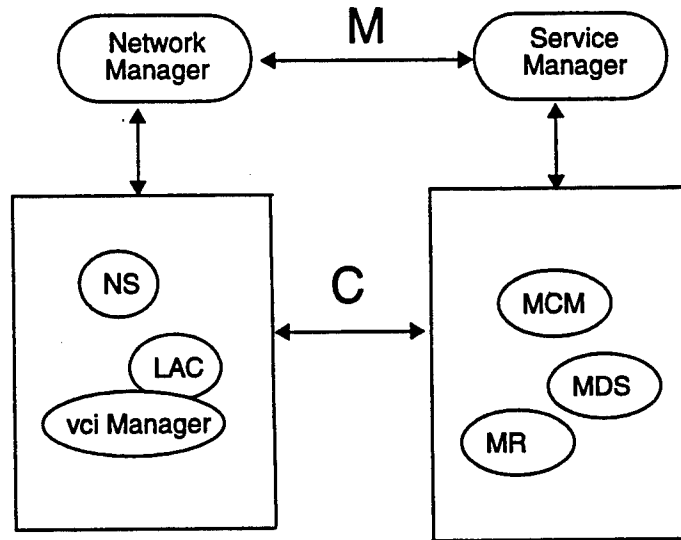 Network
Manager
M
Service
Manager
NS
LAC
vci Manager
C
MCM
MDS
MR